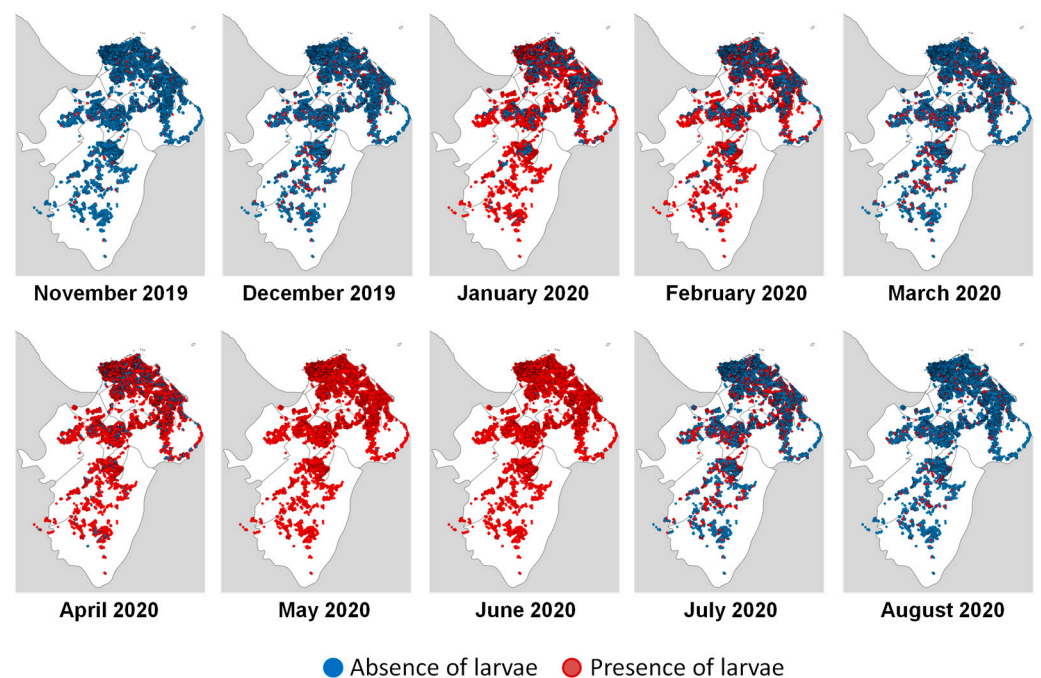 November 2019
December 2019
January 2020
February 2020
March 2020
April 2020
May 2020
June 2020
July 2020
August 2020
Absence of larvae
Presence of larvae